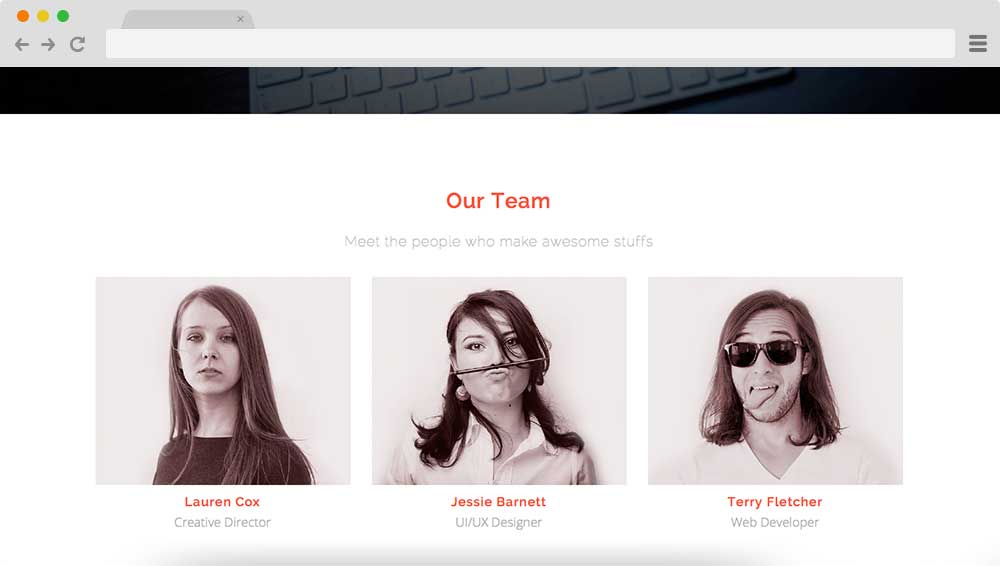 Our Team
Meet the people who make awesome stuffs
Lauren Cox
Jessie Barnett
Terry Fletcher
Creative Director
UI/UX Designer
Web Developer